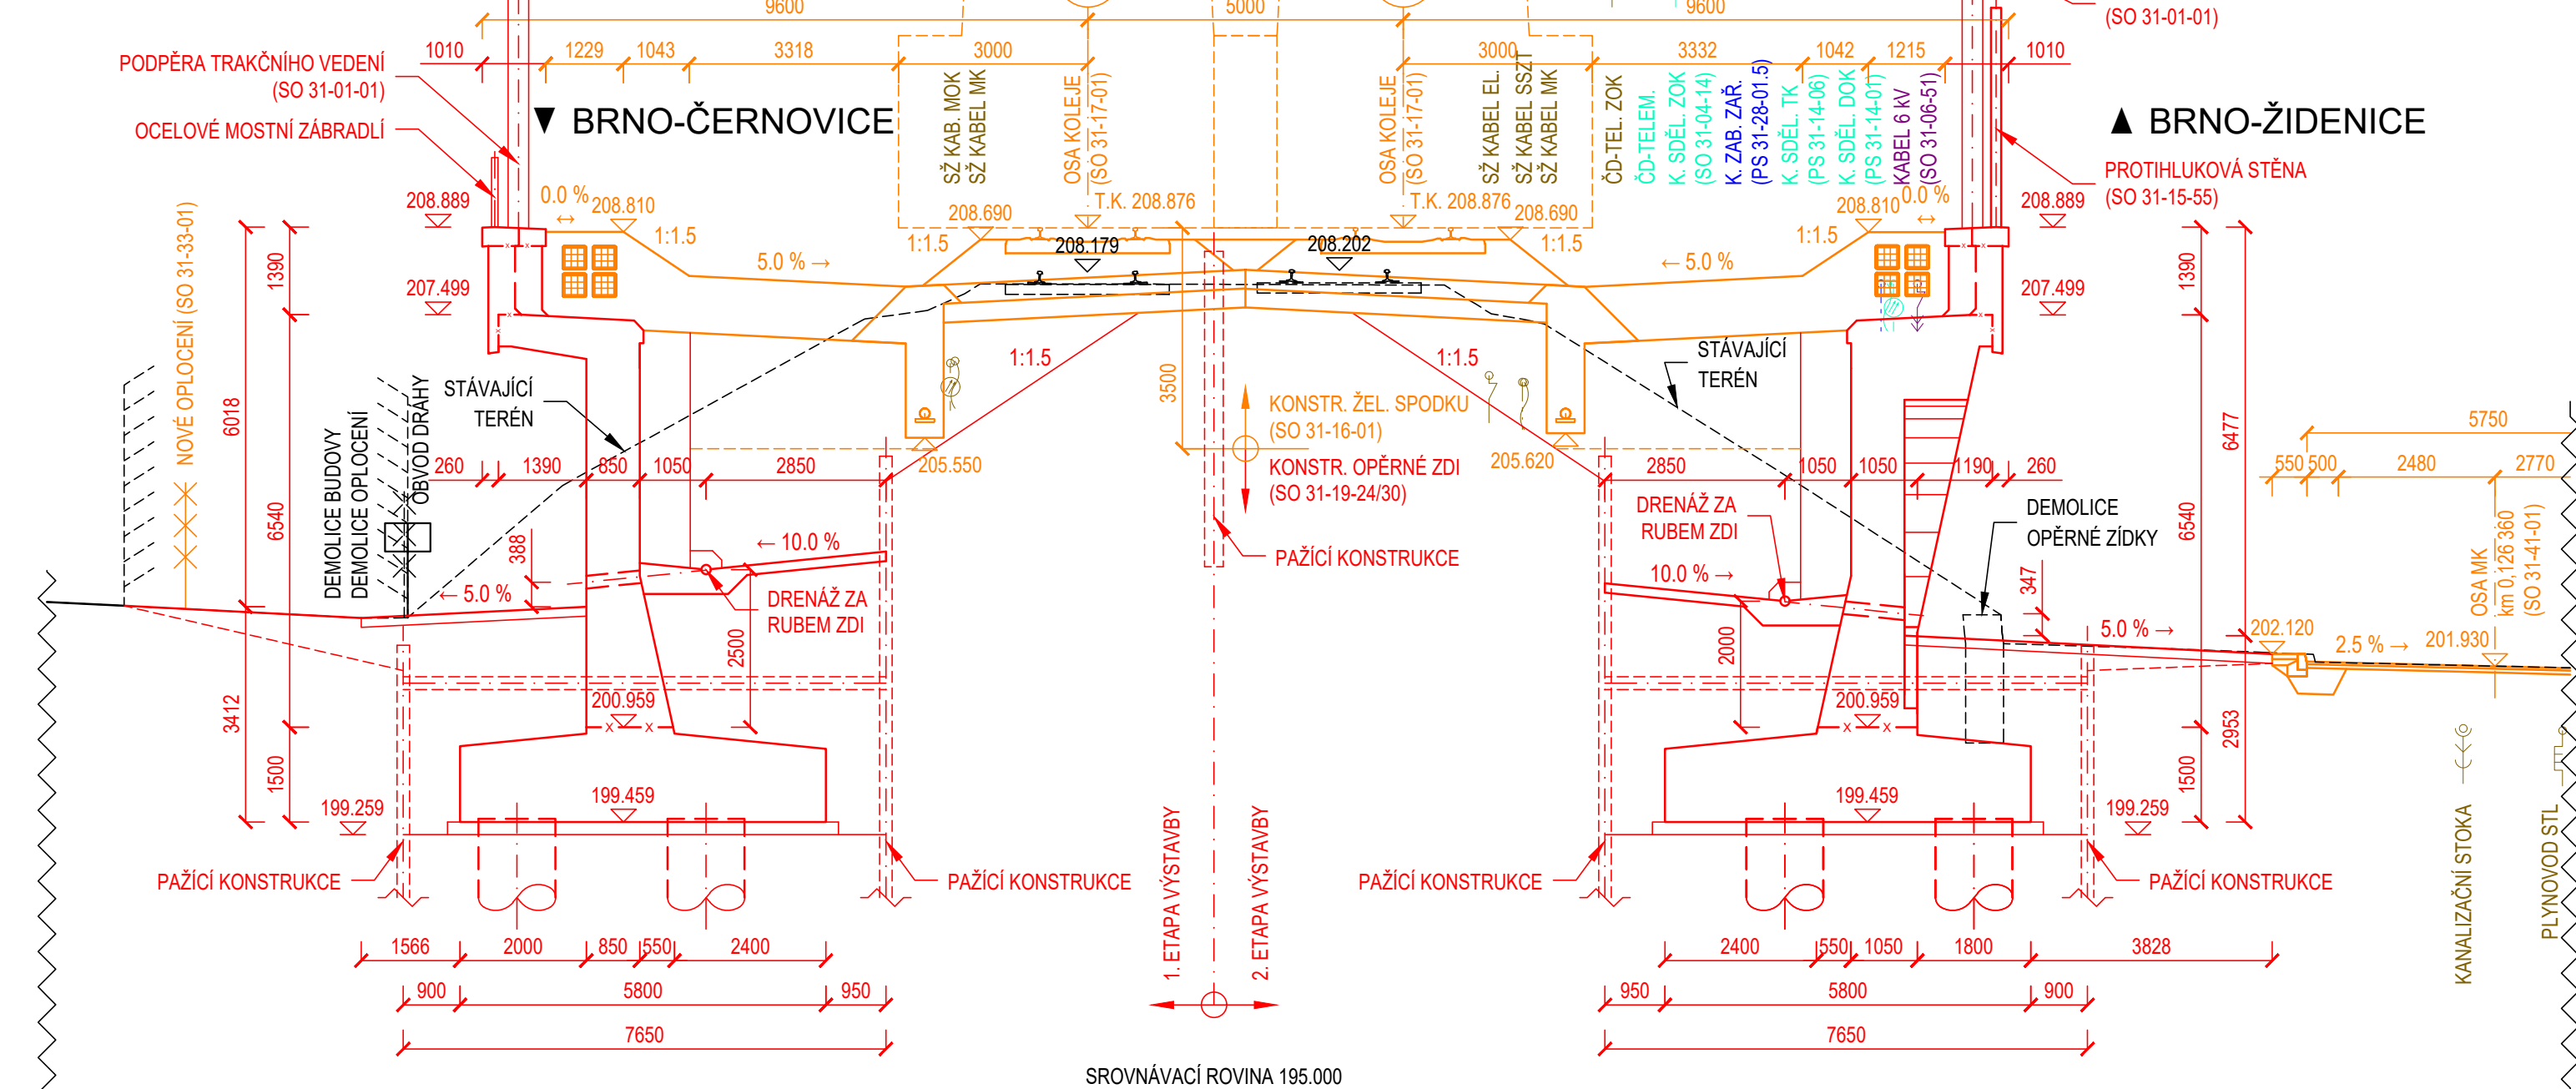 9600
5000
9600
(SO 31-01-01)
1010
1229
1043
3318
3000
3000
3332
1042
1215
1010
PODPĚRA TRAKČNÍHO VEDENÍ
(SO 31-01-01)
OCELOVÉ MOSTNÍ ZÁBRADLÍ
▼ BRNO-ČERNOVICE
SŽ KAB. MOK
SŽ KABEL MK
OSA KOLEJE
(SO 31-17-01)
OSA KOLEJE
(SO 31-17-01)
SŽ KABEL EL.
SŽ KABEL SSZT
SŽ KABEL MK
ČD-TEL. ZOK
ČD-TELEM.
K. SDĚL. ZOK
(SO 31-04-14)
K. ZAB. ZAŘ.
(PS 31-28-01.5)
K. SDĚL. TK
(PS 31-14-06)
K. SDĚL. DOK
(PS 31-14-01)
KABEL 6 kV
(SO 31-06-51)
▲ BRNO-ŽIDENICE
PROTIHLUKOVÁ STĚNA
(SO 31-15-55)
208.889
0.0 %
↔
208.810
1:1.5
5.0 % →
208.690
1:1.5
T.K. 208.876
208.179
208.202
T.K. 208.876
208.690
1:1.5
← 5.0 %
208.810
1:1.5
0.0 %
↔
208.889
NOVÉ OPLOCENÍ (SO 31-33-01)
1390
207.499
1390
207.499
6018
6540
DEMOLICE BUDOVY
DEMOLICE OPLOCENÍ
OBVOD DRÁHY
STÁVAJÍCÍ
TERÉN
1:1.5
3500
1:1.5
STÁVAJÍCÍ
TERÉN
KONSTR. ŽEL. SPODKU
(SO 31-16-01)
KONSTR. OPĚRNÉ ZDI
(SO 31-19-24/30)
PAŽÍCÍ KONSTRUKCE
205.550
205.620
260
1390
850
1050
2850
2850
1050
1050
1190
260
6477
6540
5750
550
500
2480
2770
388
← 10.0 %
← 5.0 %
DRENÁŽ ZA
RUBEM ZDI
2500
DRENÁŽ ZA
RUBEM ZDI
10.0 % →
2000
DEMOLICE
OPĚRNÉ ZÍDKY
347
5.0 % →
202.120
2.5 % →
201.930
OSA MK
km 0,126 360
(SO 31-41-01)
3412
1500
200.959
200.959
2953
1500
199.259
199.459
199.459
199.259
PAŽÍCÍ KONSTRUKCE
PAŽÍCÍ KONSTRUKCE
1. ETAPA VÝSTAVBY
2. ETAPA VÝSTAVBY
PAŽÍCÍ KONSTRUKCE
PAŽÍCÍ KONSTRUKCE
KANALIZAČNÍ STOKA
PLYNOVOD STL
1566
2000
850
550
2400
2400
550
1050
1800
3828
900
5800
950
950
5800
900
7650
7650
SROVNÁVACÍ ROVINA 195.000